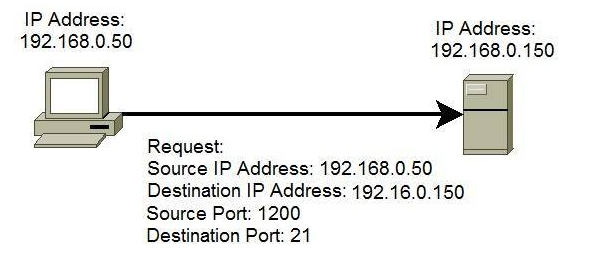 IP Address:
192.168.0.50
IP Address:
192.168.0.150
Request:
Source IP Address: 192.168.0.50
Destination IP Address: 192.16.0.150
Source Port: 1200
Destination Port: 21